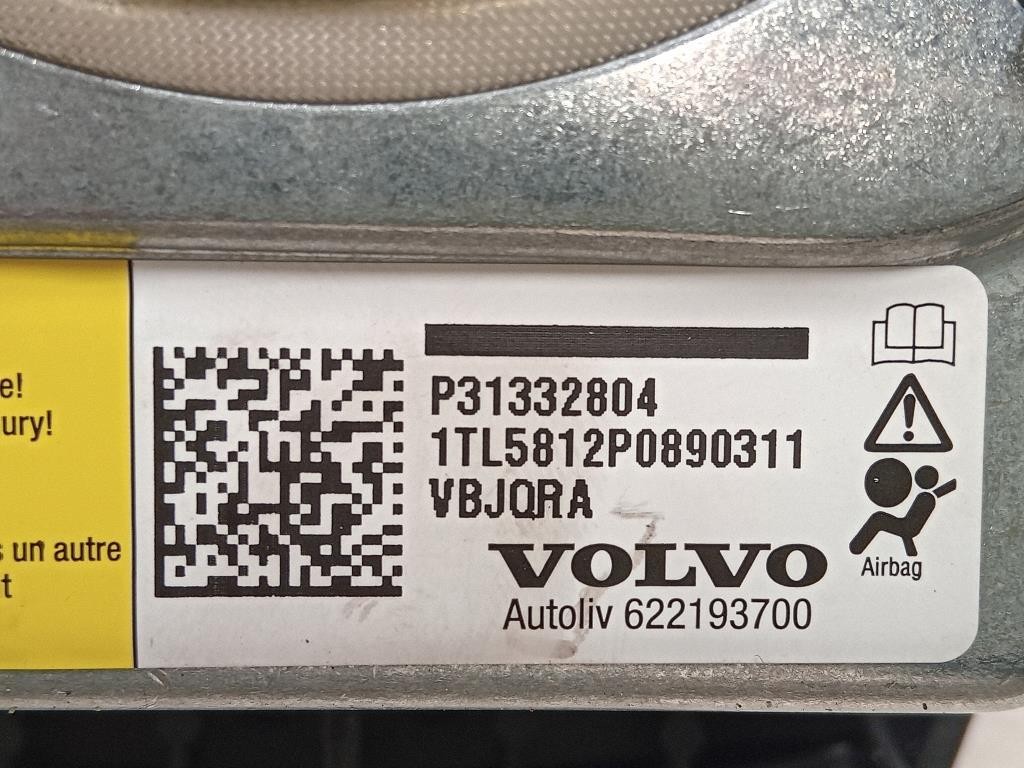 e!
ury!
s un autre
t
P31332804
1TL5812P0890311
VBJQRA
VOLVO
Autoliv 622193700
Airbag